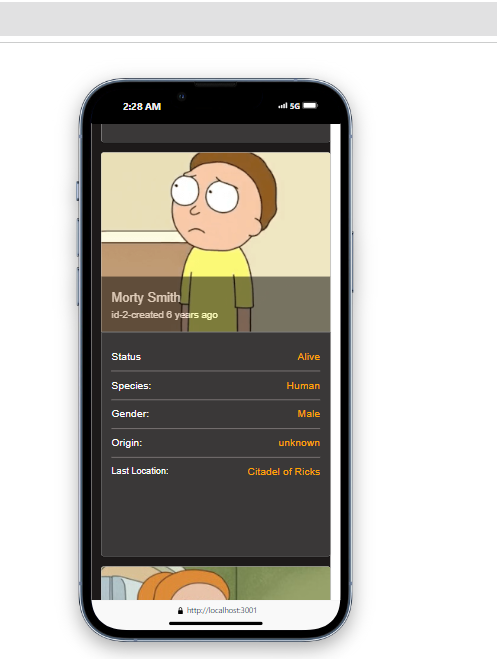 2:28 AM 5G
Morty Smith
id-2-created 6 years ago
Status Alive
Species: Human
Gender: Male
Origin: unknown
Last Location: Citadel of Ricks
http://localhost:3001